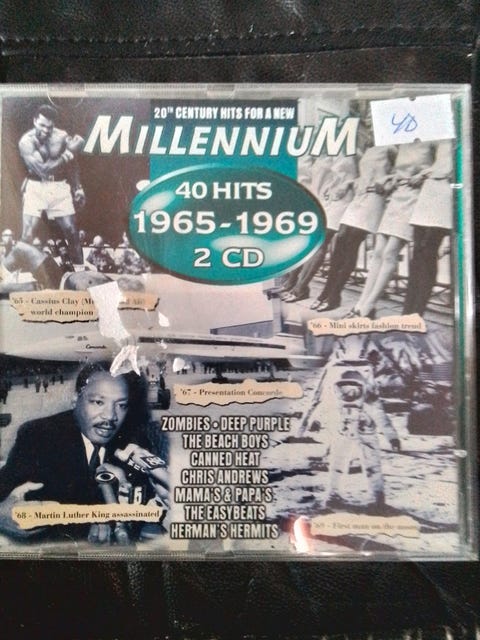 20TH CENTURY HITS FOR A NEW
MILLENNIUM
40
40 HITS
1965-1969
2 CD
'65 - Cassius Clay
world champion
'66 - Mini skirts fashion trend
Concorde
'67 - Presentation Concorde
ZOMBIES • DEEP PURPLE
THE BEACH BOYS
CANNED HEAT
CHRIS ANDREWS
MAMA'S & PAPA'S
THE EASYBEATS
HERMAN'S HERMITS
'68 - Martin Luther King assassinated
'69 - First man on the moon